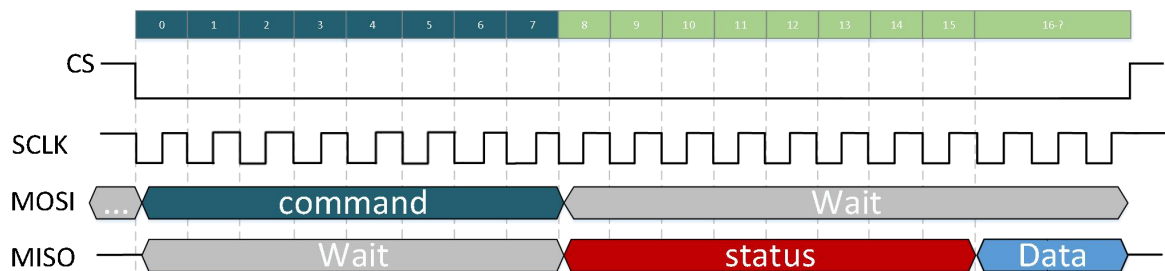 0 1 2 3 4 5 6 7 8 9 10 11 12 13 14 15 16-?
CS
SCLK
MOSI ... command Wait
MISO Wait status Data